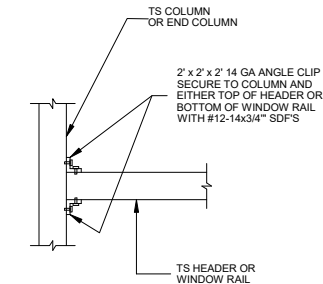 TS COLUMN
OR END COLUMN
2' x 2' x 2' 14 GA ANGLE CLIP
SECURE TO COLUMN AND
EITHER TOP OF HEADER OR
BOTTOM OF WINDOW RAIL
WITH #12-14x3/4"' SDF'S
TS HEADER OR
WINDOW RAIL